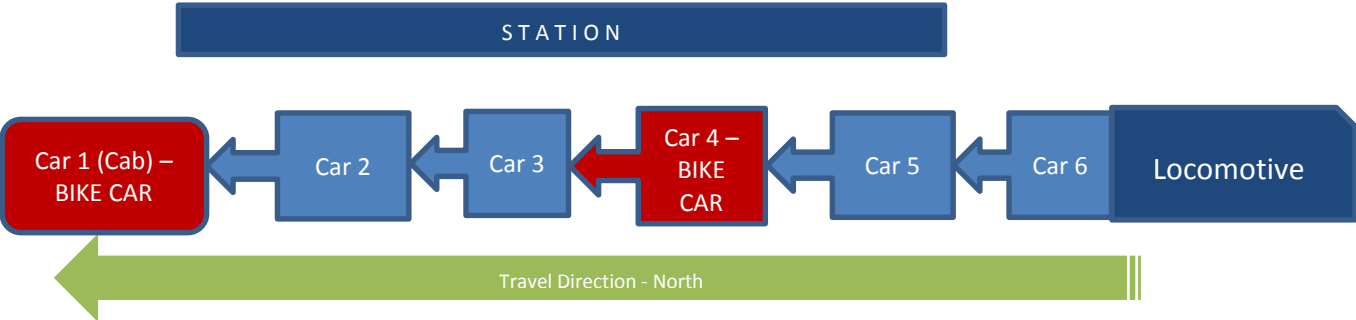 S T A T I O N
Car 1 (Cab) –
BIKE CAR
Car 2
Car 3
Car 4 –
BIKE
CAR
Car 5
Car 6
Locomotive
Travel Direction - North